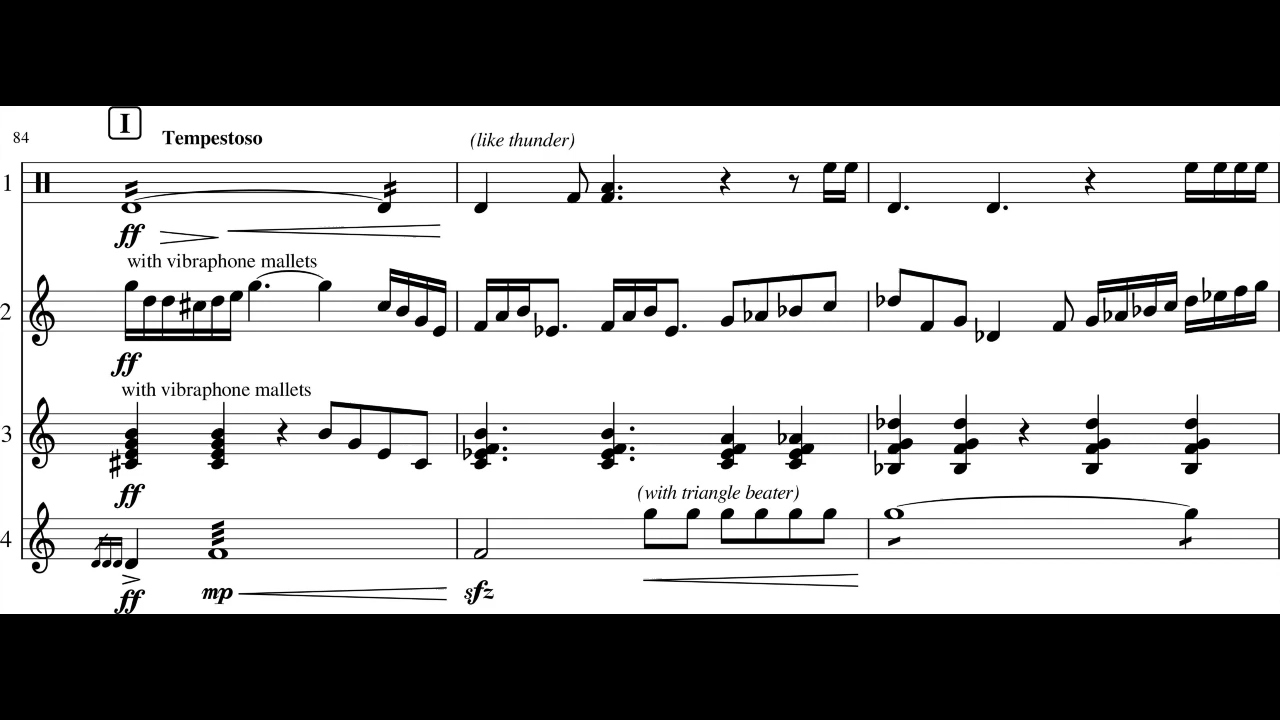 I
84
Tempestoso
(like thunder)
1
ff
with vibraphone mallets
2
ff
with vibraphone mallets
3
ff
(with triangle beater)
4
ff
mp
sfz